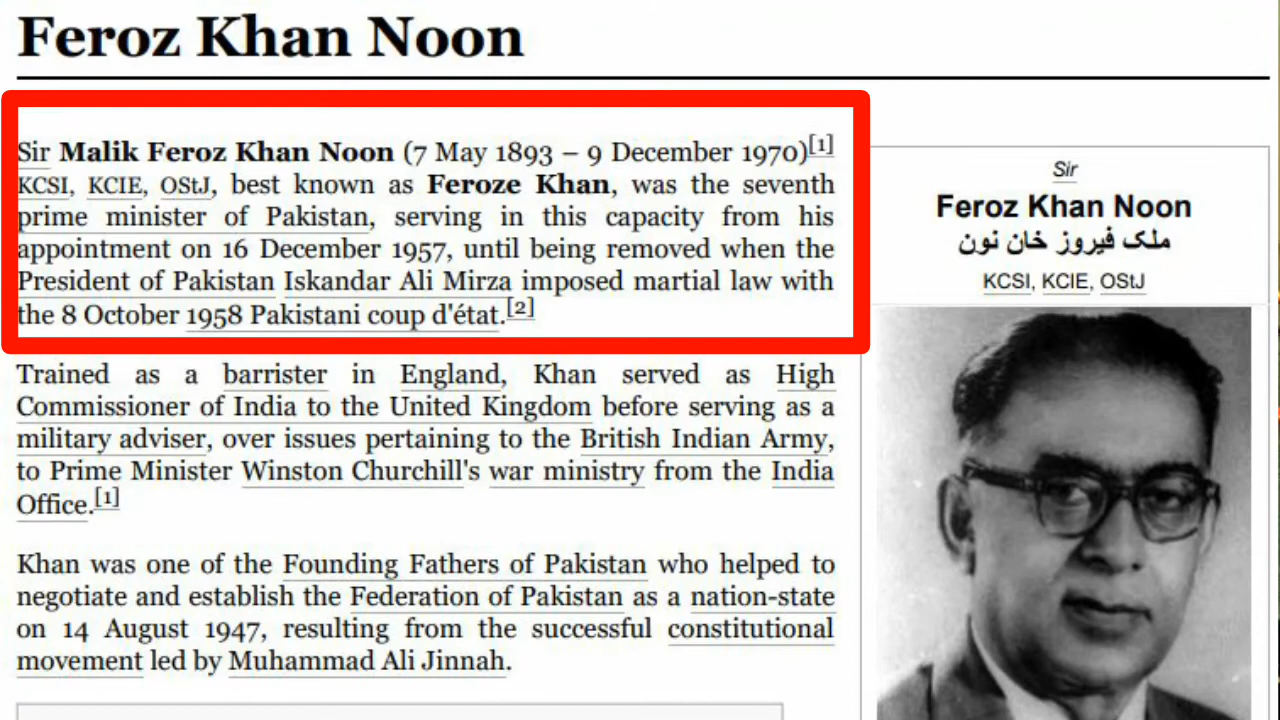 Feroz Khan Noon
Sir Malik Feroz Khan Noon (7 May 1893 – 9 December 1970)[1]
KCSI, KCIE, OStJ, best known as Feroze Khan, was the seventh
prime minister of Pakistan, serving in this capacity from his
appointment on 16 December 1957, until being removed when the
President of Pakistan Iskandar Ali Mirza imposed martial law with
the 8 October 1958 Pakistani coup d'état.[2]
Trained as a barrister in England, Khan served as High
Commissioner of India to the United Kingdom before serving as a
military adviser, over issues pertaining to the British Indian Army,
to Prime Minister Winston Churchill's war ministry from the India
Office.[1]
Khan was one of the Founding Fathers of Pakistan who helped to
negotiate and establish the Federation of Pakistan as a nation-state
on 14 August 1947, resulting from the successful constitutional
movement led by Muhammad Ali Jinnah.
Sir
Feroz Khan Noon
ملک فیروز خان نون
KCSI, KCIE, OStJ